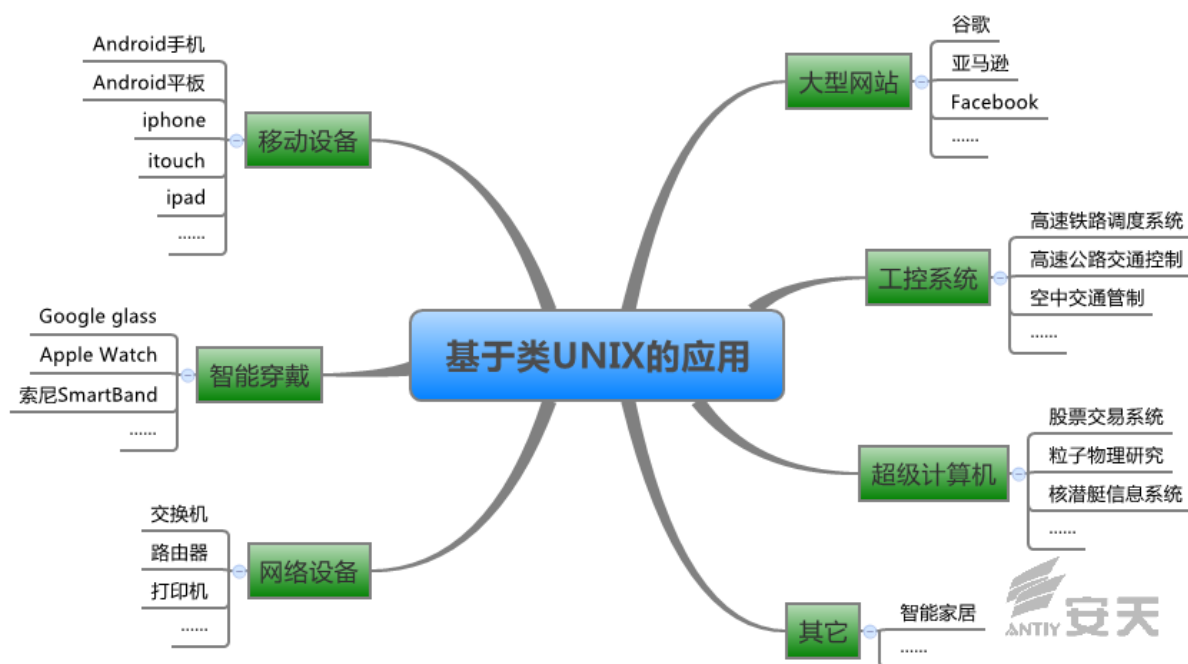 基于类UNIX的应用
移动设备
Android手机
Android平板
iphone
itouch
ipad
......
智能穿戴
Google glass
Apple Watch
索尼SmartBand
......
网络设备
交换机
路由器
打印机
......
大型网站
谷歌
亚马逊
Facebook
......
工控系统
高速铁路调度系统
高速公路交通控制
空中交通管制
......
超级计算机
股票交易系统
粒子物理研究
核潜艇信息系统
......
其它
智能家居
......
ANTIY 安天